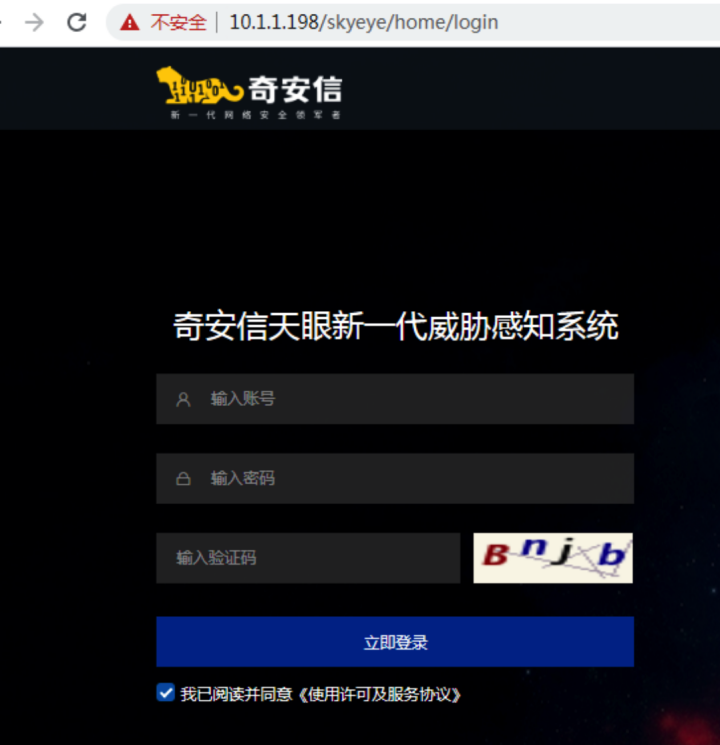 不安全 | 10.1.1.198/skyeye/home/login
奇安信
新一代网络安全领军者
奇安信天眼新一代威胁感知系统
输入账号
输入密码
输入验证码
B n j b
立即登录
我已阅读并同意《使用许可及服务协议》